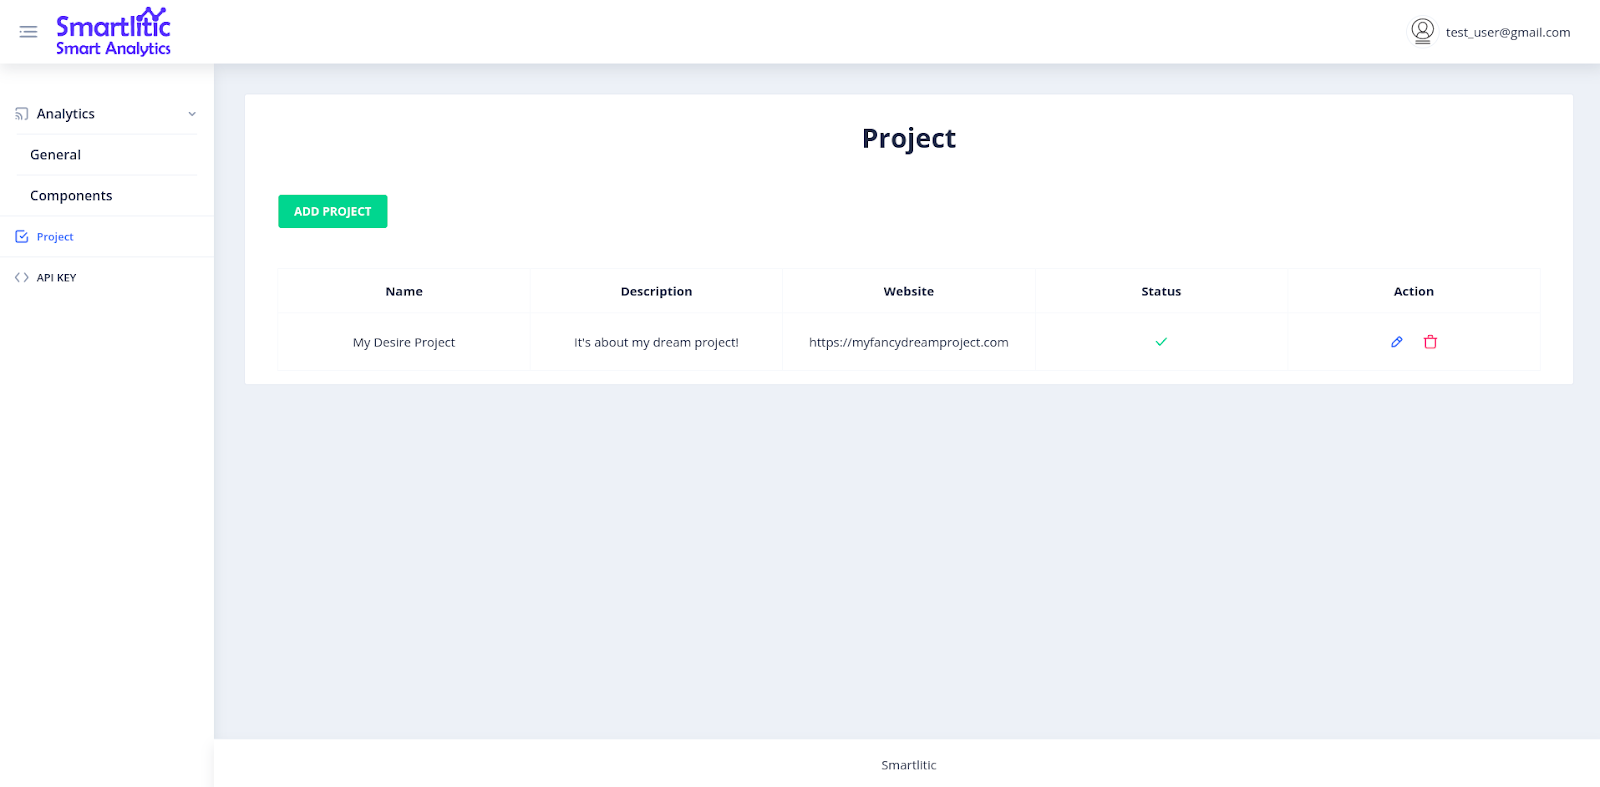 Smartlitic
Smart Analytics
test_user@gmail.com
Analytics
General
Components
Project
API KEY
Project
ADD PROJECT
Name Description Website Status Action
My Desire Project It's about my dream project! https://myfancydreamproject.com
Smartlitic